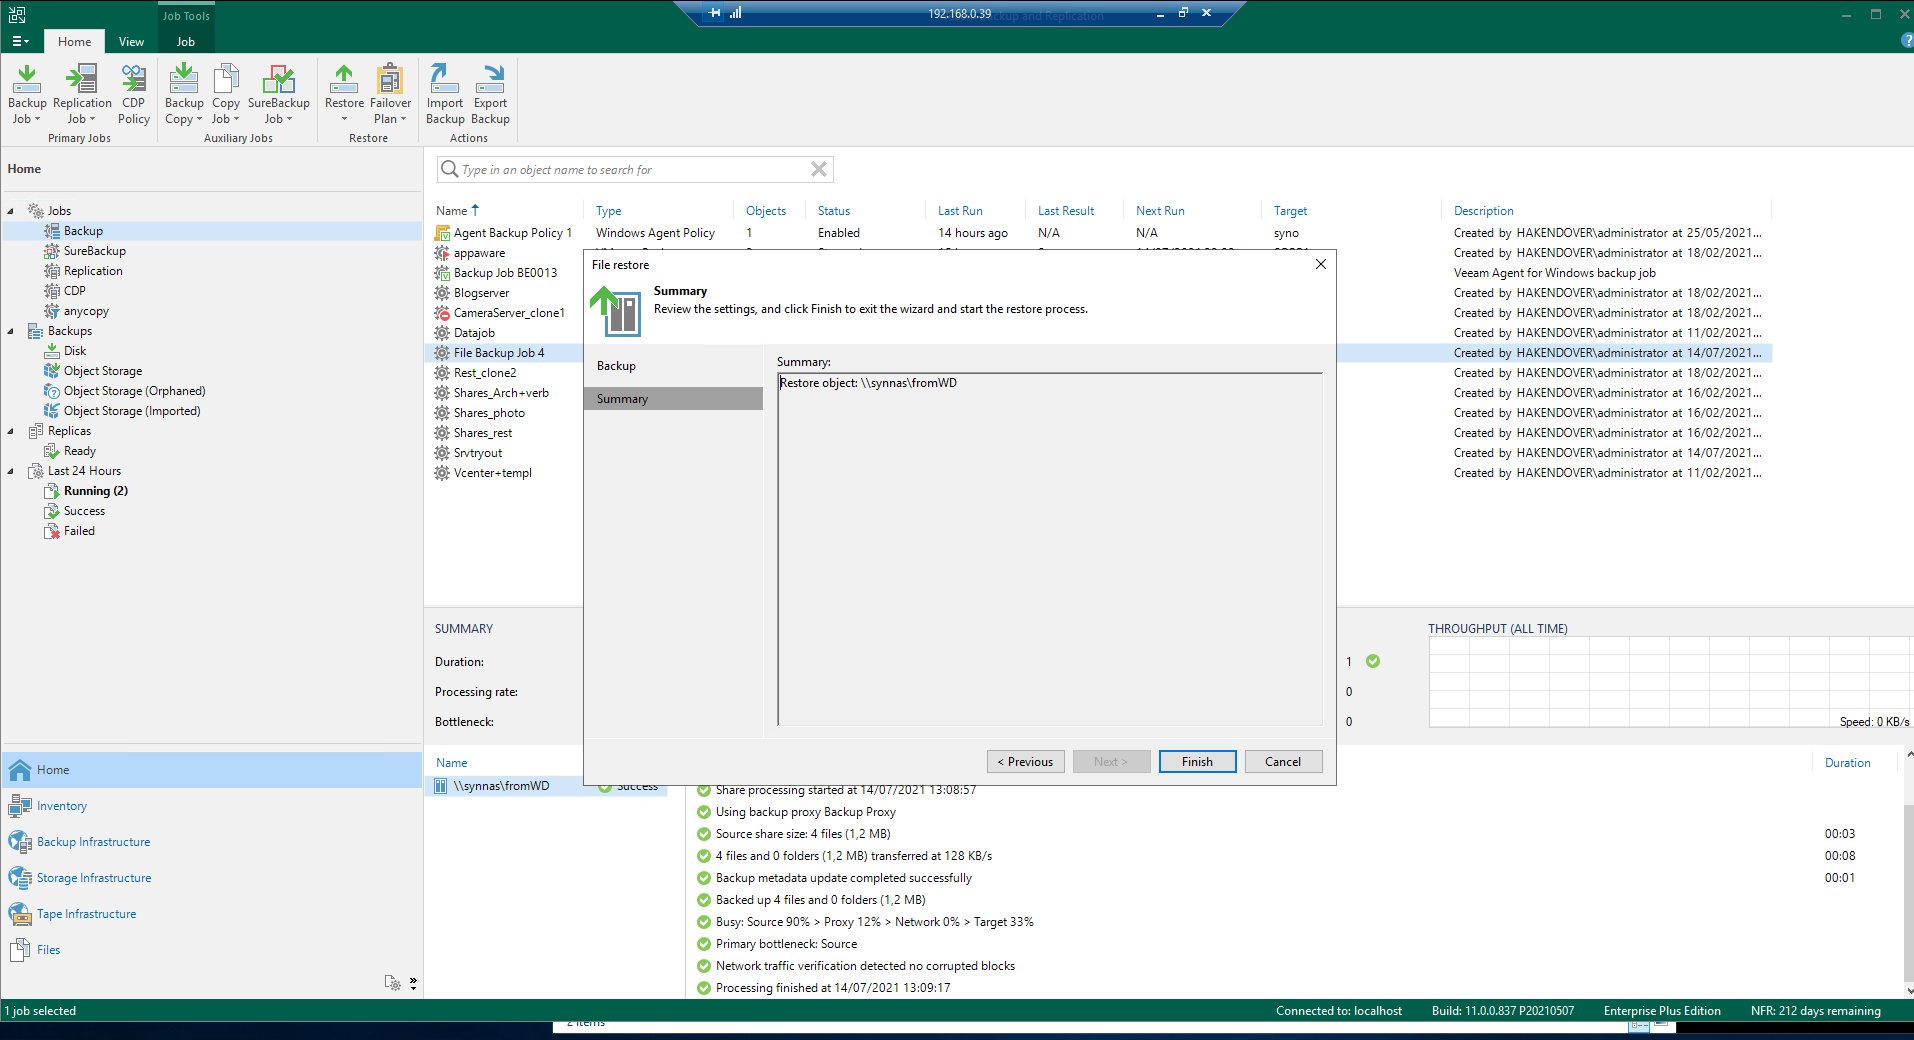 Job Tools
192.168.0.39
ckup and Replication
Home
View
Job
Backup Job
Replication Job
CDP Policy
Backup Copy
Copy Job
SureBackup Job
Restore
Failover Plan
Import Backup
Export Backup
Primary Jobs
Auxiliary Jobs
Restore
Actions
Home
Jobs
Backup
SureBackup
Replication
CDP
anycopy
Backups
Disk
Object Storage
Object Storage (Orphaned)
Object Storage (Imported)
Replicas
Ready
Last 24 Hours
Running (2)
Success
Failed
Home
Inventory
Backup Infrastructure
Storage Infrastructure
Tape Infrastructure
Files
Type in an object name to search for
Name Type Objects Status Last Run Last Result Next Run Target Description
Agent Backup Policy 1 Windows Agent Policy 1 Enabled 14 hours ago N/A N/A syno Created by HAKENDOVER\administrator at 25/05/2021...
appaware Created by HAKENDOVER\administrator at 18/02/2021...
Backup Job BE0013 Veeam Agent for Windows backup job
Blogserver Created by HAKENDOVER\administrator at 18/02/2021...
CameraServer_clone1 Created by HAKENDOVER\administrator at 18/02/2021...
Datajob Created by HAKENDOVER\administrator at 11/02/2021...
File Backup Job 4 Created by HAKENDOVER\administrator at 14/07/2021...
Rest_clone2 Created by HAKENDOVER\administrator at 18/02/2021...
Shares_Arch+verb Created by HAKENDOVER\administrator at 16/02/2021...
Shares_photo Created by HAKENDOVER\administrator at 16/02/2021...
Shares_rest Created by HAKENDOVER\administrator at 16/02/2021...
Srvtryout Created by HAKENDOVER\administrator at 14/07/2021...
Vcenter+templ Created by HAKENDOVER\administrator at 11/02/2021...
File restore
Summary
Review the settings, and click Finish to exit the wizard and start the restore process.
Backup
Summary
Summary:
Restore object: \\synnas\fromWD
< Previous
Next >
Finish
Cancel
SUMMARY
Duration:
Processing rate:
Bottleneck:
1
0
0
THROUGHPUT (ALL TIME)
Speed: 0 KB/s
Name
Duration
\\synnas\fromWD Success
Share processing started at 14/07/2021 13:08:57
Using backup proxy Backup Proxy
Source share size: 4 files (1,2 MB) 00:03
4 files and 0 folders (1,2 MB) transferred at 128 KB/s 00:08
Backup metadata update completed successfully 00:01
Backed up 4 files and 0 folders (1,2 MB)
Busy: Source 90% > Proxy 12% > Network 0% > Target 33%
Primary bottleneck: Source
Network traffic verification detected no corrupted blocks
Processing finished at 14/07/2021 13:09:17
1 job selected
Connected to: localhost
Build: 11.0.0.837 P20210507
Enterprise Plus Edition
NFR: 212 days remaining
2 items